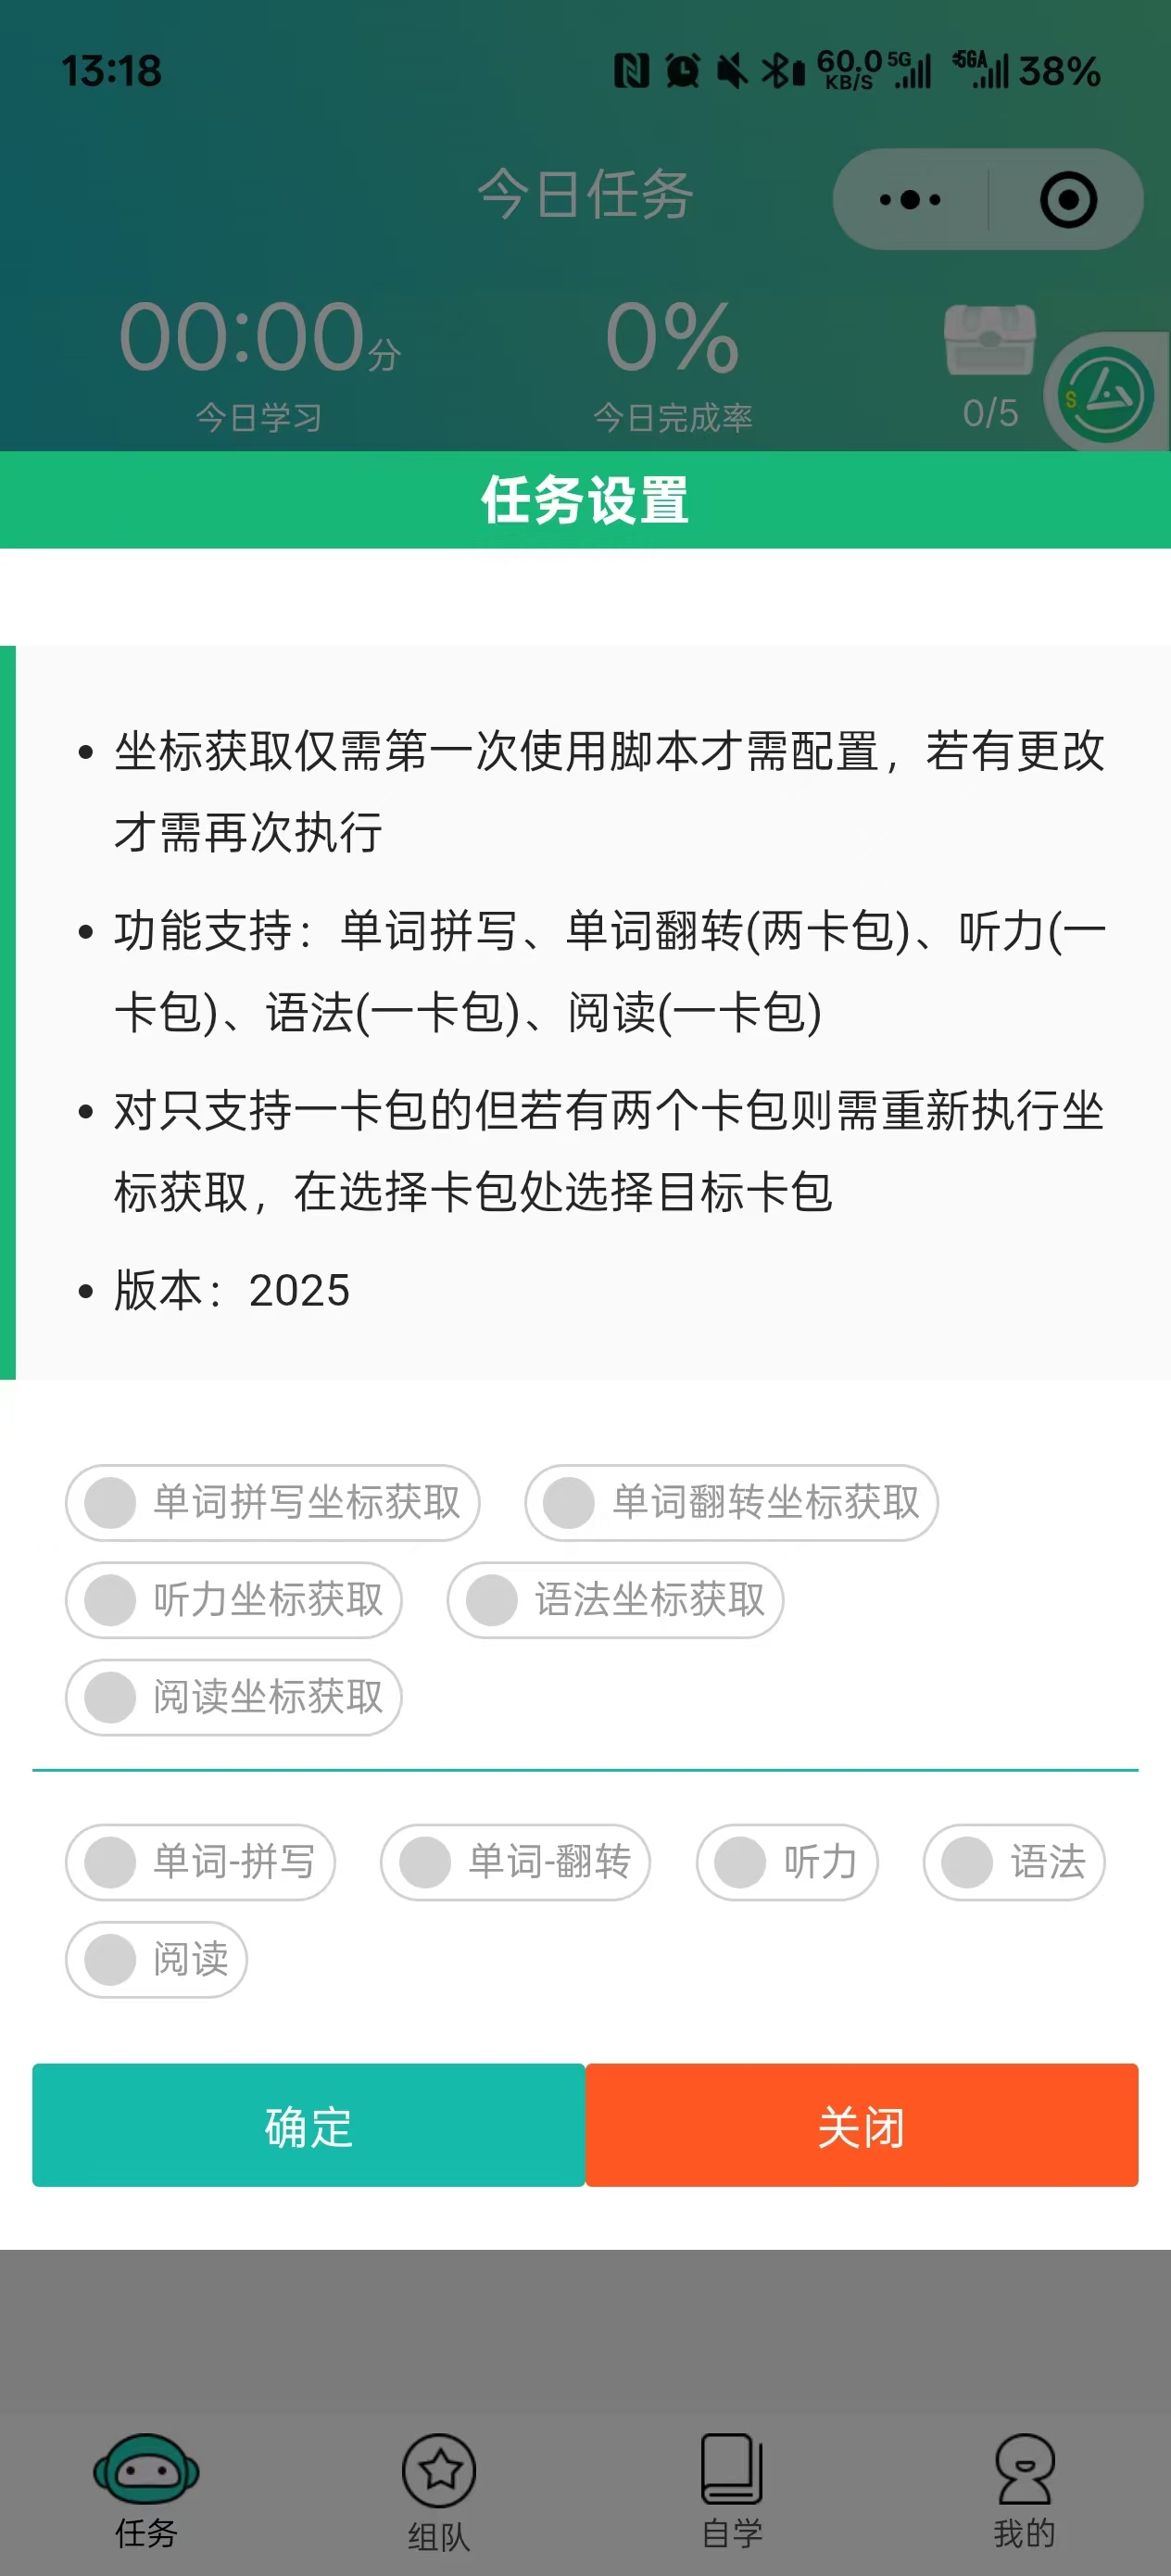 13:18
60.0 KB/S 5G 5GA 38%
今日任务
00:00分 0%
今日学习 今日完成率 0/5
S
任务设置
• 坐标获取仅需第一次使用脚本才需配置，若有更改
才需再次执行
• 功能支持：单词拼写、单词翻转(两卡包)、听力(一
卡包)、语法(一卡包)、阅读(一卡包)
• 对只支持一卡包的但若有两个卡包则需重新执行坐
标获取，在选择卡包处选择目标卡包
• 版本：2025
单词拼写坐标获取 单词翻转坐标获取
听力坐标获取 语法坐标获取
阅读坐标获取
单词-拼写 单词-翻转 听力 语法
阅读
确定 关闭
任务 组队 自学 我的